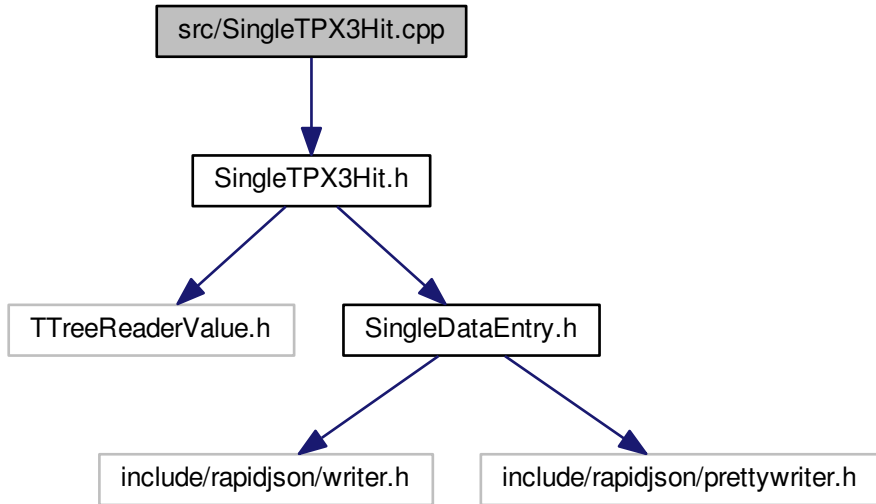 src/SingleTPX3Hit.cpp
SingleTPX3Hit.h
TTreeReaderValue.h
SingleDataEntry.h
include/rapidjson/writer.h
include/rapidjson/prettywriter.h